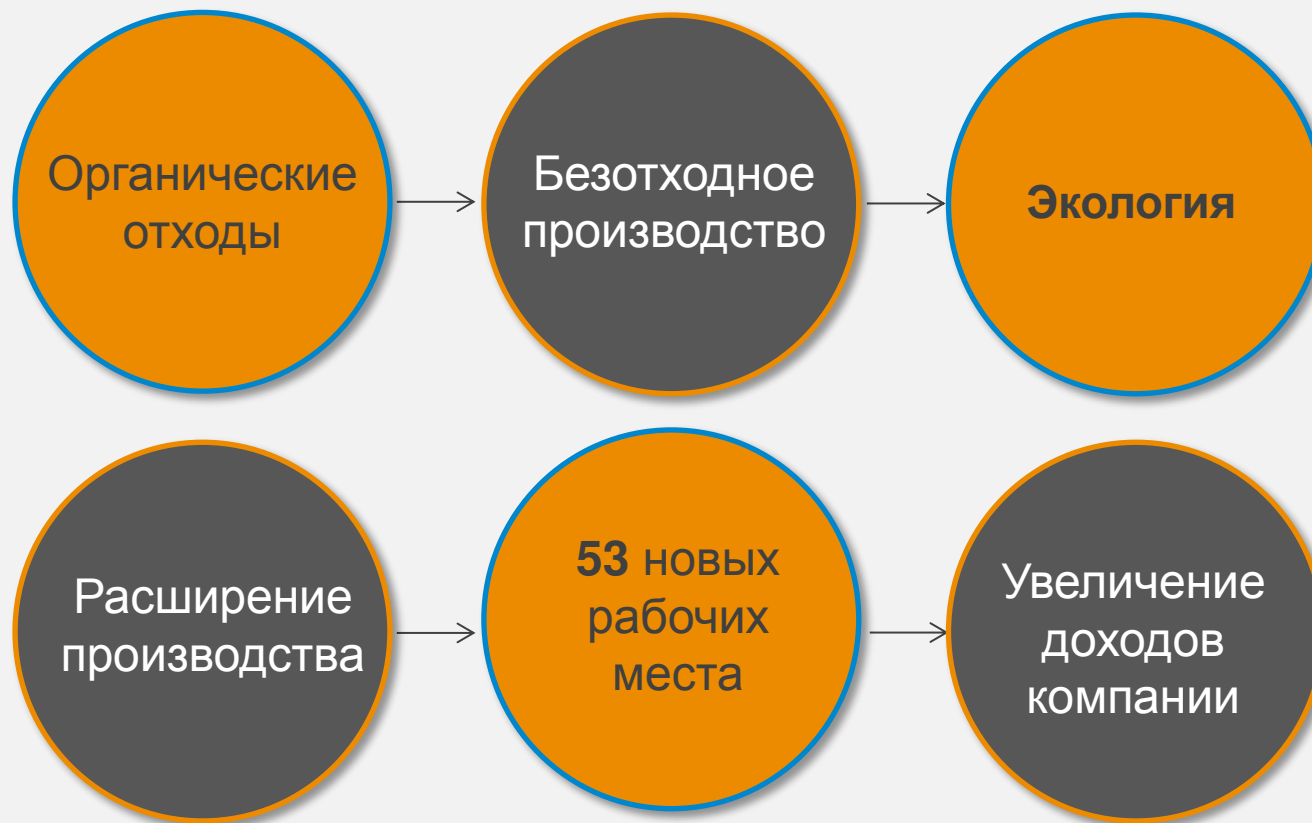 Органические
отходы
Безотходное
производство
Экология
Расширение
производства
53 новых
рабочих
места
Увеличение
доходов
компании